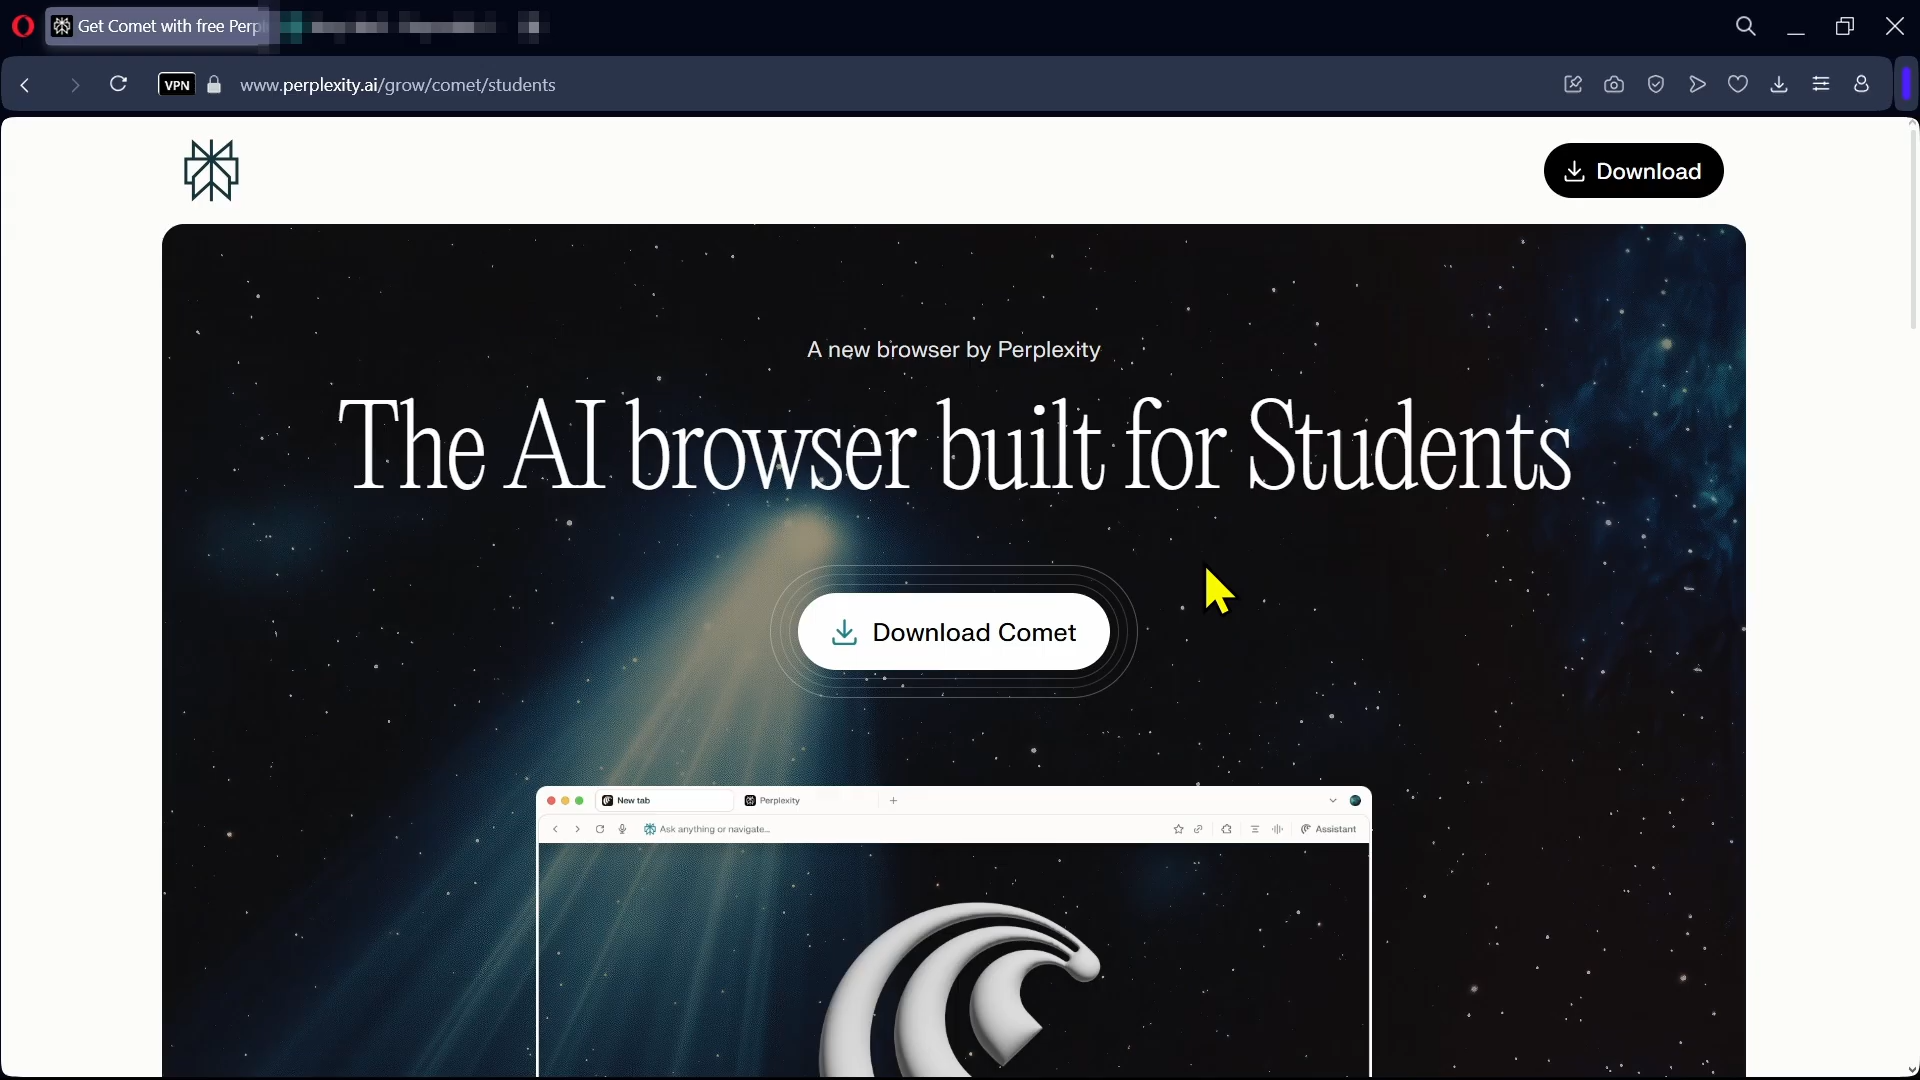 Get Comet with free Perpl
VPN
www.perplexity.ai/grow/comet/students
Download
A new browser by Perplexity
The AI browser built for Students
Download Comet
New tab
Perplexity
Ask anything or navigate...
Assistant